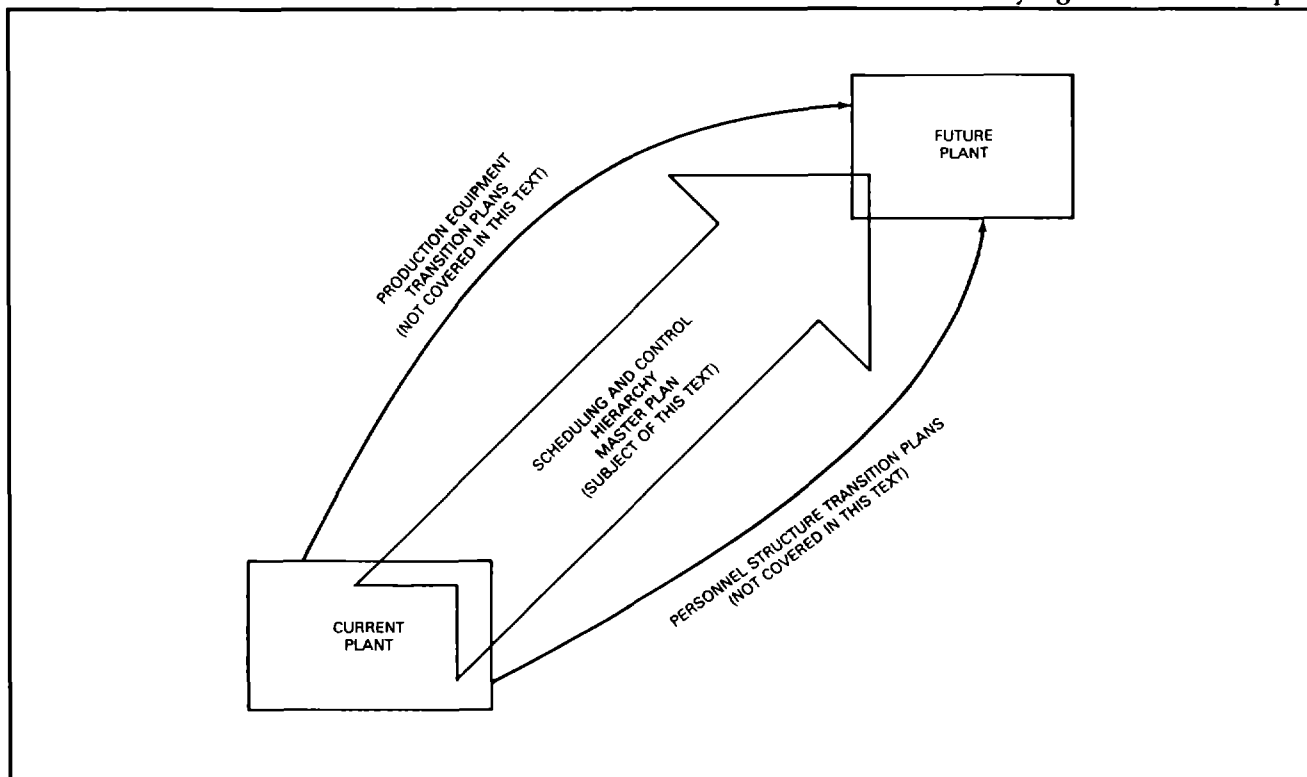 FUTURE
PLANT
PRODUCTION EQUIPMENT
TRANSITION PLANS
(NOT COVERED IN THIS TEXT)
SCHEDULING AND CONTROL
HIERARCHY
MASTER PLAN
(SUBJECT OF THIS TEXT)
PERSONNEL STRUCTURE TRANSITION PLANS
(NOT COVERED IN THIS TEXT)
CURRENT
PLANT